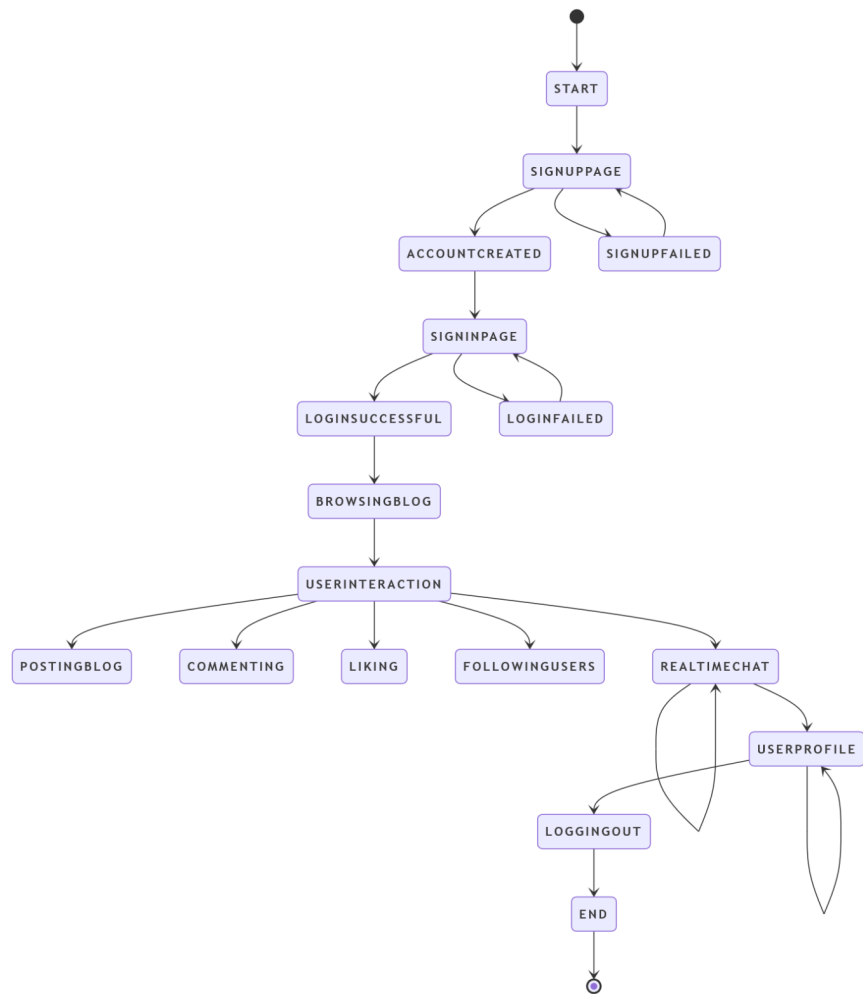 START
SIGNUPPAGE
ACCOUNTCREATED
SIGNUPFAILED
SIGNINPAGE
LOGINSUCCESSFUL
LOGINFAILED
BROWSINGBLOG
USERINTERACTION
POSTINGBLOG
COMMENTING
LIKING
FOLLOWINGUSERS
REALTIMECHAT
USERPROFILE
LOGGINGOUT
END